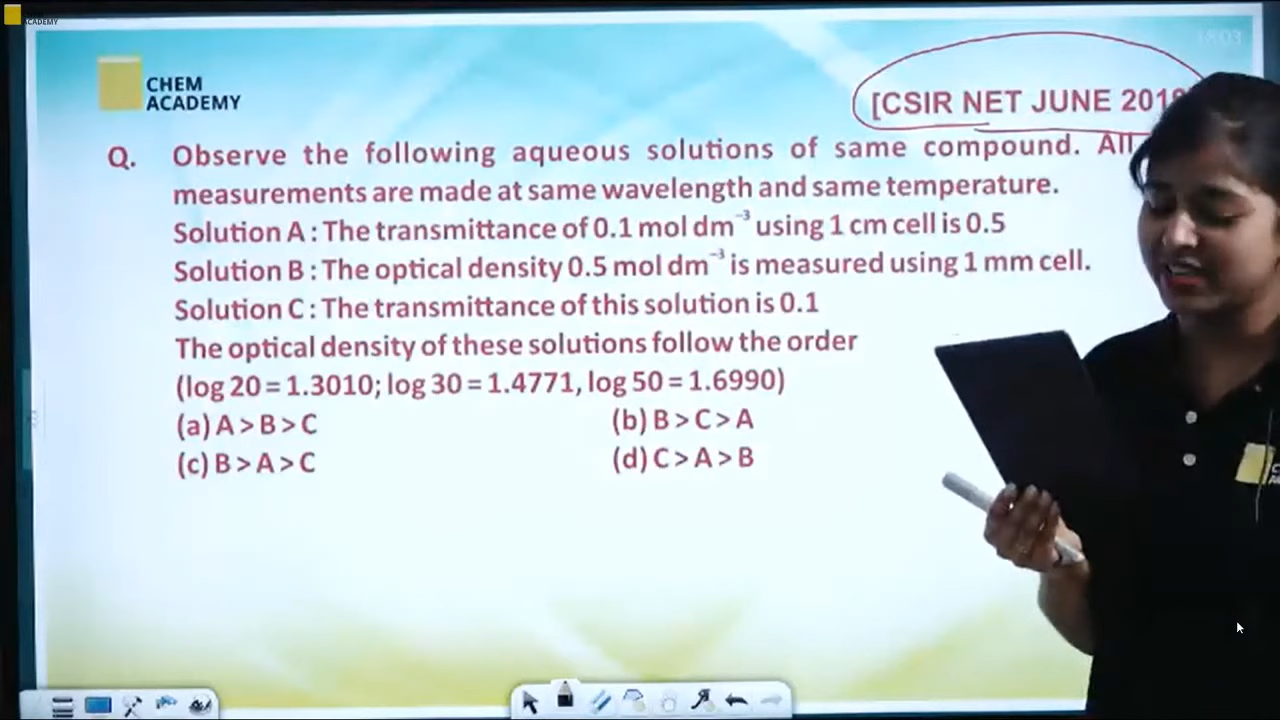 ACADEMY
1803
CHEM
ACADEMY
[CSIR NET JUNE 2018
Q. Observe the following aqueous solutions of same compound. All
measurements are made at same wavelength and same temperature.
Solution A : The transmittance of 0.1 mol dm⁻³ using 1 cm cell is 0.5
Solution B : The optical density 0.5 mol dm⁻³ is measured using 1 mm cell.
Solution C : The transmittance of this solution is 0.1
The optical density of these solutions follow the order
(log 20 = 1.3010; log 30 = 1.4771, log 50 = 1.6990)
(a) A > B > C (b) B > C > A
(c) B > A > C (d) C > A > B